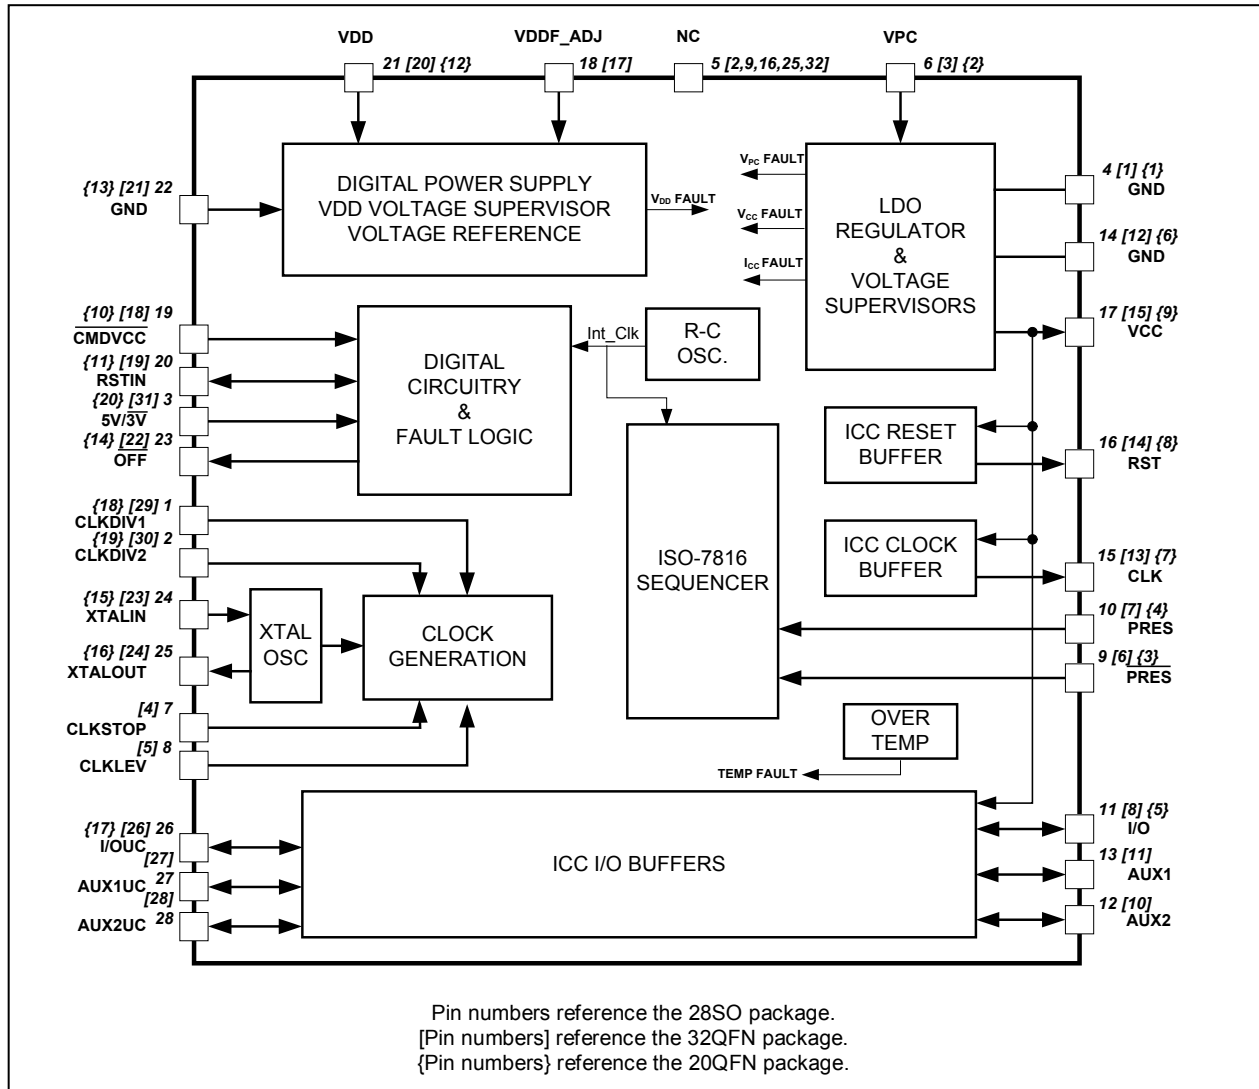 VDD
VDDF_ADJ
NC
VPC
21 [20] {12}
18 [17]
5 [2,9,16,25,32]
6 [3] {2}
{13} [21] 22
GND
DIGITAL POWER SUPPLY
VDD VOLTAGE SUPERVISOR
VOLTAGE REFERENCE
VDD FAULT
VPC FAULT
VCC FAULT
ICC FAULT
LDO
REGULATOR
&
VOLTAGE
SUPERVISORS
4 [1] {1}
GND
14 [12] {6}
GND
17 [15] {9}
VCC
{10} [18] 19
CMDVCC
{11} [19] 20
RSTIN
{20} [31] 3
5V/3V
{14} [22] 23
OFF
DIGITAL
CIRCUITRY
&
FAULT LOGIC
Int_Clk
R-C
OSC.
ICC RESET
BUFFER
16 [14] {8}
RST
{18} [29] 1
CLKDIV1
{19} [30] 2
CLKDIV2
{15} [23] 24
XTALIN
{16} [24] 25
XTALOUT
[4] 7
CLKSTOP
[5] 8
CLKLEV
XTAL
OSC
CLOCK
GENERATION
ISO-7816
SEQUENCER
ICC CLOCK
BUFFER
15 [13] {7}
CLK
10 [7] {4}
PRES
9 [6] {3}
PRES
OVER
TEMP
TEMP FAULT
{17} [26] 26
I/OUC
[27]
AUX1UC 27
[28]
AUX2UC 28
ICC I/O BUFFERS
11 [8] {5}
I/O
13 [11]
AUX1
12 [10]
AUX2
Pin numbers reference the 28SO package.
[Pin numbers] reference the 32QFN package.
{Pin numbers} reference the 20QFN package.